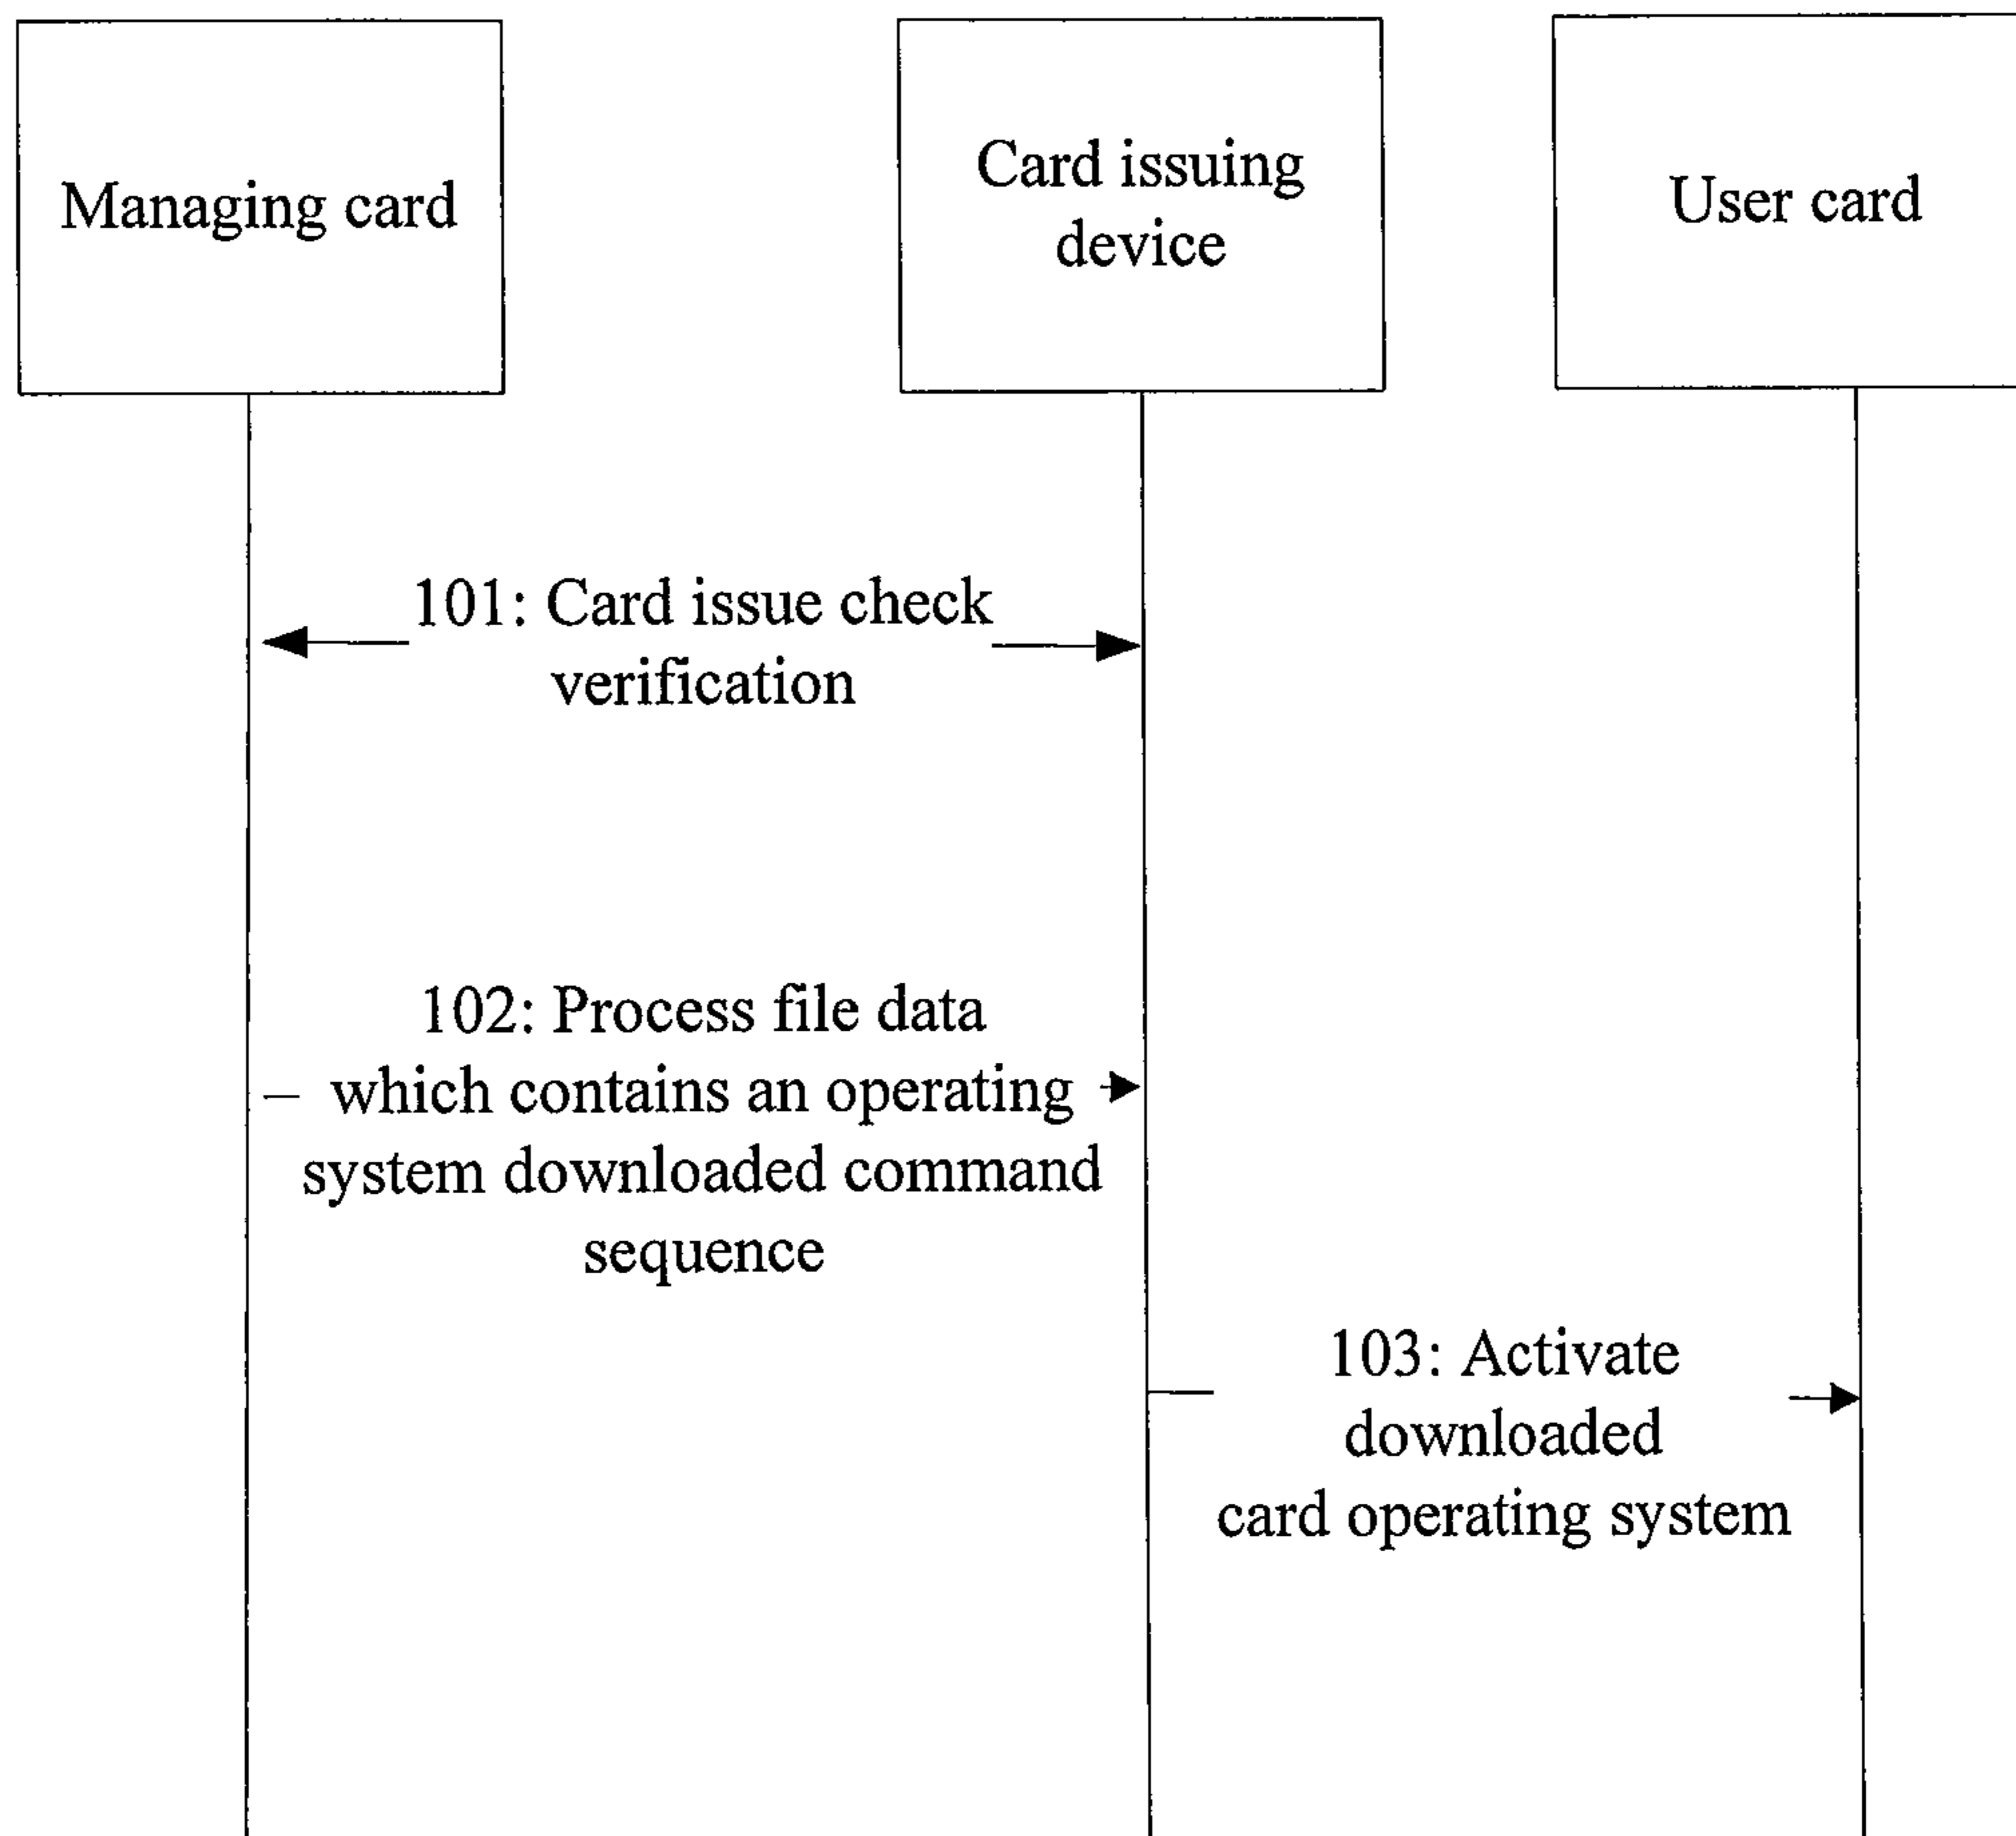 Managing card
Card issuing
device
User card
101: Card issue check
verification
102: Process file data
which contains an operating
system downloaded command
sequence
103: Activate
downloaded
card operating system